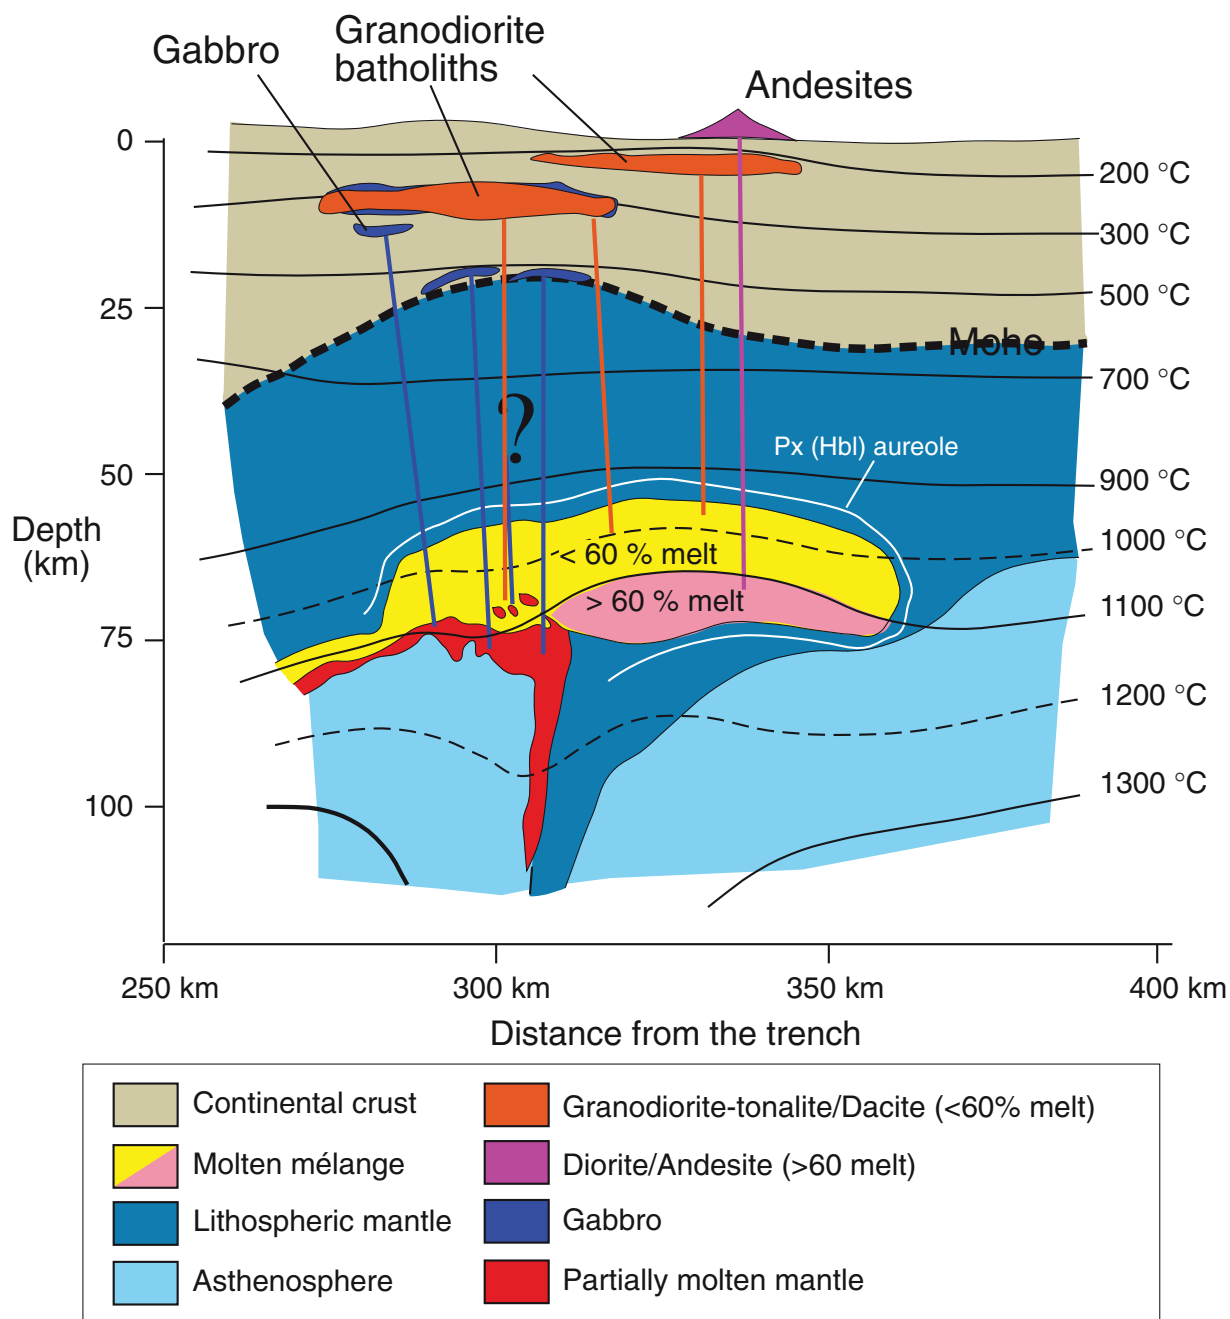 Gabbro
Granodiorite
batholiths
Andesites
0
25
50
75
100
Depth
(km)
200 °C
300 °C
500 °C
Moho
700 °C
?
Px (Hbl) aureole
900 °C
1000 °C
< 60 % melt
1100 °C
> 60 % melt
1200 °C
1300 °C
250 km
300 km
350 km
400 km
Distance from the trench
Continental crust
Molten mélange
Lithospheric mantle
Asthenosphere
Granodiorite-tonalite/Dacite (<60% melt)
Diorite/Andesite (>60 melt)
Gabbro
Partially molten mantle